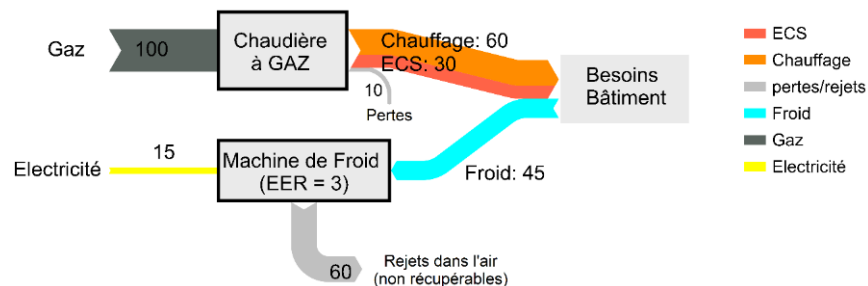 Gaz
100
Chaudière
à GAZ
Chauffage: 60
ECS: 30
10
Pertes
Besoins
Bâtiment
Electricité
15
Machine de Froid
(EER = 3)
Froid: 45
60
Rejets dans l'air
(non récupérables)
ECS
Chauffage
pertes/rejets
Froid
Gaz
Electricité